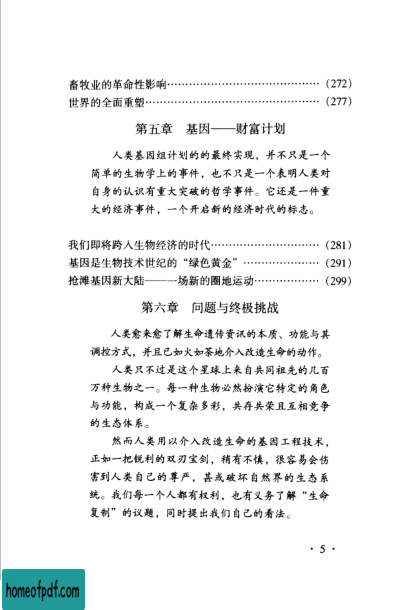 畜牧业的革命性影响……………………………………(272)
世界的全面重塑…………………………………………(277)
第五章 基因——财富计划
人类基因组计划的的最终实现，并不只是一个
简单的生物学上的事件，也不只是一个表明人类对
自身的认识有重大突破的哲学事件。它还是一件重
大的经济事件，一个开启新的经济时代的标志。
我们即将跨入生物经济的时代…………………………(281)
基因是生物技术世纪的“绿色黄金”…………………(291)
抢滩基因新大陆——一场新的圈地运动………………(299)
第六章 问题与终极挑战
人类愈来愈了解生命遗传资讯的本质、功能与其
调控方式，并且已如火如荼地介入改造生命的动作。
人类只不过是这个星球上来自共同祖先的几百
万种生物之一。每一种生物必然扮演它特定的角色
与功能，构成一个复杂多彩，共存共荣且互相竞争
的生态体系。
然而人类用以介入改造生命的基因工程技术，
正如一把锐利的双刃宝剑，稍有不慎，很容易会伤
害到人类自己的尊严，甚或破坏自然界的生态系
统。我们每一个人都有权利，也有义务了解“生命
复制”的议题，同时提出我们自己的看法。
· 5 ·
homeofpdf.com